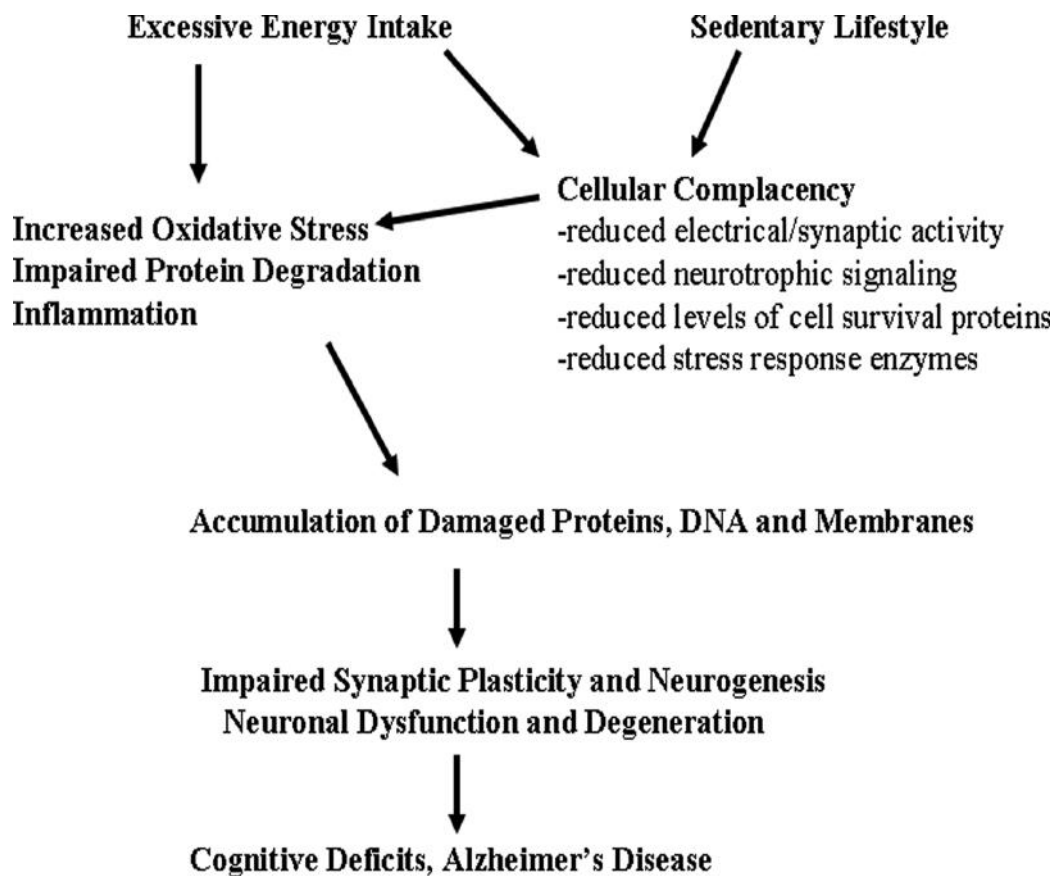 Excessive Energy Intake
Sedentary Lifestyle
Cellular Complacency
-reduced electrical/synaptic activity
-reduced neurotrophic signaling
-reduced levels of cell survival proteins
-reduced stress response enzymes
Increased Oxidative Stress
Impaired Protein Degradation
Inflammation
Accumulation of Damaged Proteins, DNA and Membranes
Impaired Synaptic Plasticity and Neurogenesis
Neuronal Dysfunction and Degeneration
Cognitive Deficits, Alzheimer’s Disease